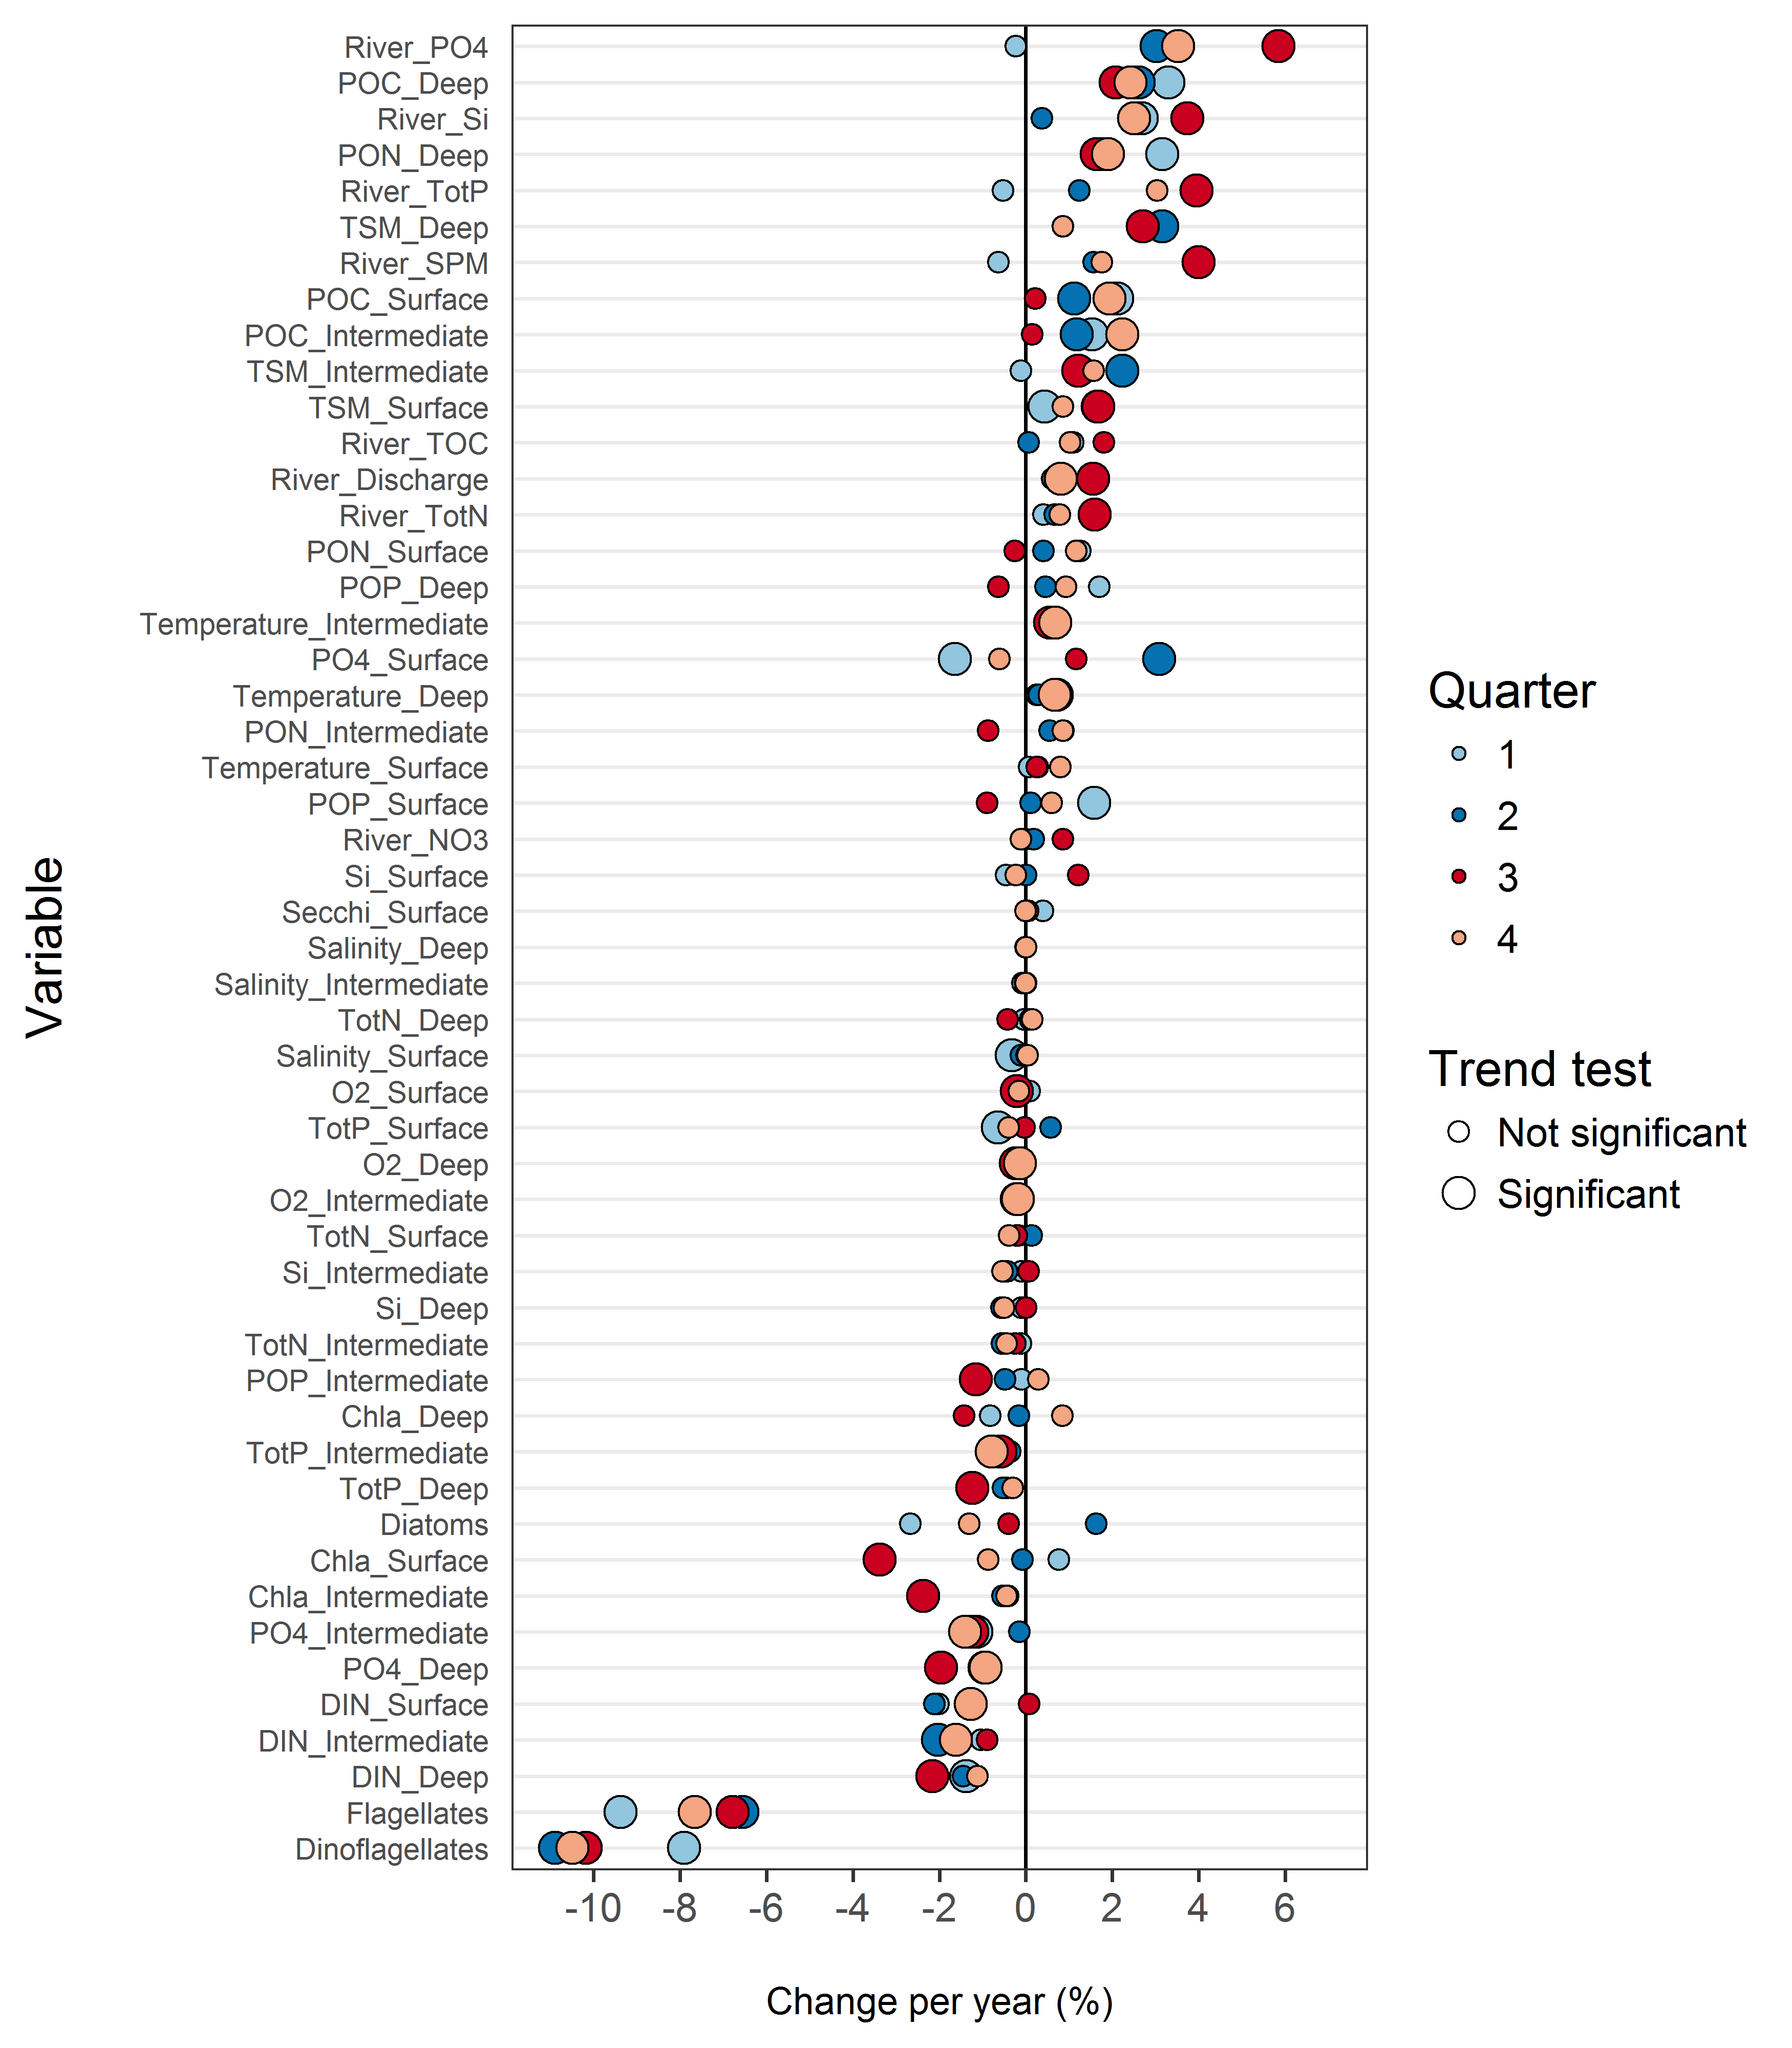 River_PO4
POC_Deep
River_Si
PON_Deep
River_TotP
TSM_Deep
River_SPM
POC_Surface
POC_Intermediate
TSM_Intermediate
TSM_Surface
River_TOC
River_Discharge
River_TotN
PON_Surface
POP_Deep
Temperature_Intermediate
PO4_Surface
Temperature_Deep
PON_Intermediate
Temperature_Surface
POP_Surface
River_NO3
Si_Surface
Secchi_Surface
Salinity_Deep
Salinity_Intermediate
TotN_Deep
Salinity_Surface
O2_Surface
TotP_Surface
O2_Deep
O2_Intermediate
TotN_Surface
Si_Intermediate
Si_Deep
TotN_Intermediate
POP_Intermediate
Chla_Deep
TotP_Intermediate
TotP_Deep
Diatoms
Chla_Surface
Chla_Intermediate
PO4_Intermediate
PO4_Deep
DIN_Surface
DIN_Intermediate
DIN_Deep
Flagellates
Dinoflagellates
Variable
-10 -8 -6 -4 -2 0 2 4 6
Change per year (%)
Quarter
1
2
3
4
Trend test
Not significant
Significant